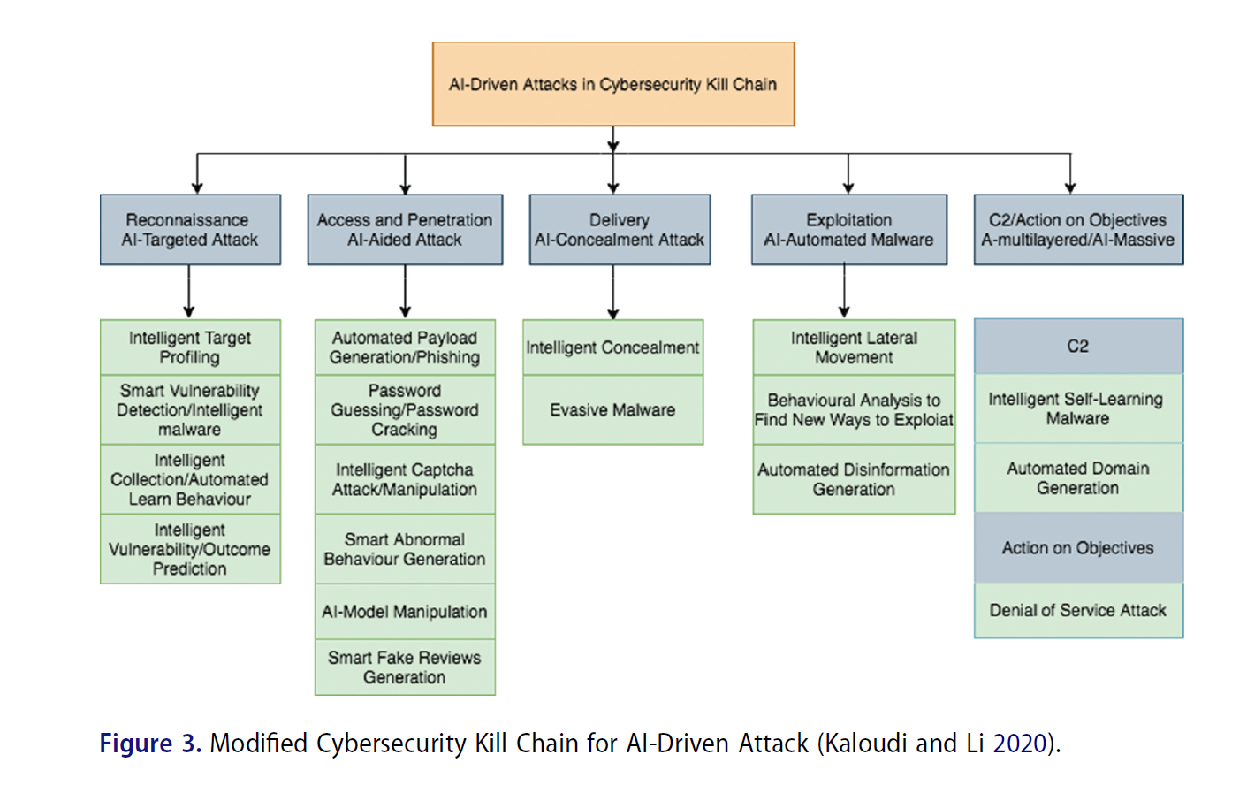 AI-Driven Attacks in Cybersecurity Kill Chain
Reconnaissance
AI-Targeted Attack
Access and Penetration
AI-Aided Attack
Delivery
AI-Concealment Attack
Exploitation
AI-Automated Malware
C2/Action on Objectives
A-multilayered/AI-Massive
Intelligent Target
Profiling
Smart Vulnerability
Detection/Intelligent
malware
Intelligent
Collection/Automated
Learn Behaviour
Intelligent
Vulnerability/Outcome
Prediction
Automated Payload
Generation/Phishing
Password
Guessing/Password
Cracking
Intelligent Captcha
Attack/Manipulation
Smart Abnormal
Behaviour Generation
AI-Model Manipulation
Smart Fake Reviews
Generation
Intelligent Concealment
Evasive Malware
Intelligent Lateral
Movement
Behavioural Analysis to
Find New Ways to Exploiat
Automated Disinformation
Generation
C2
Intelligent Self-Learning
Malware
Automated Domain
Generation
Action on Objectives
Denial of Service Attack
Figure 3. Modified Cybersecurity Kill Chain for AI-Driven Attack (Kaloudi and Li 2020).